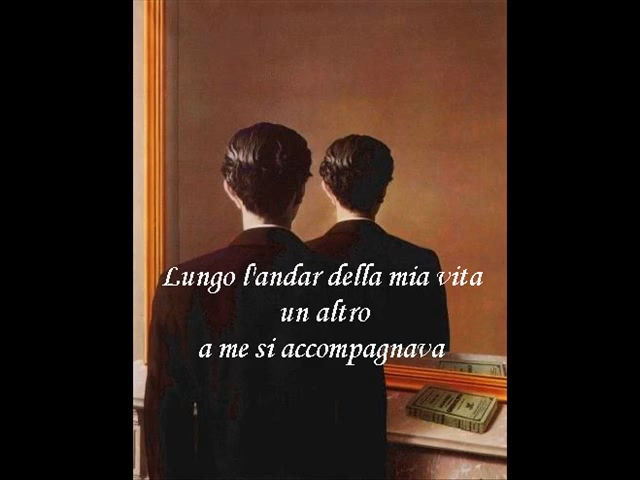 Lungo l'andar della mia vita
un altro
a me si accompagnava